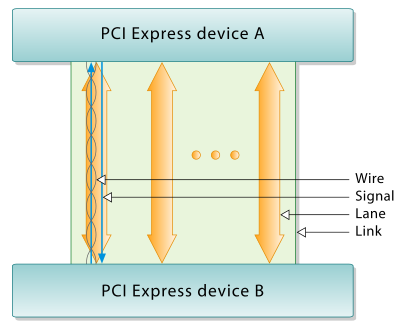 PCI Express device A
Wire
Signal
Lane
Link
PCI Express device B